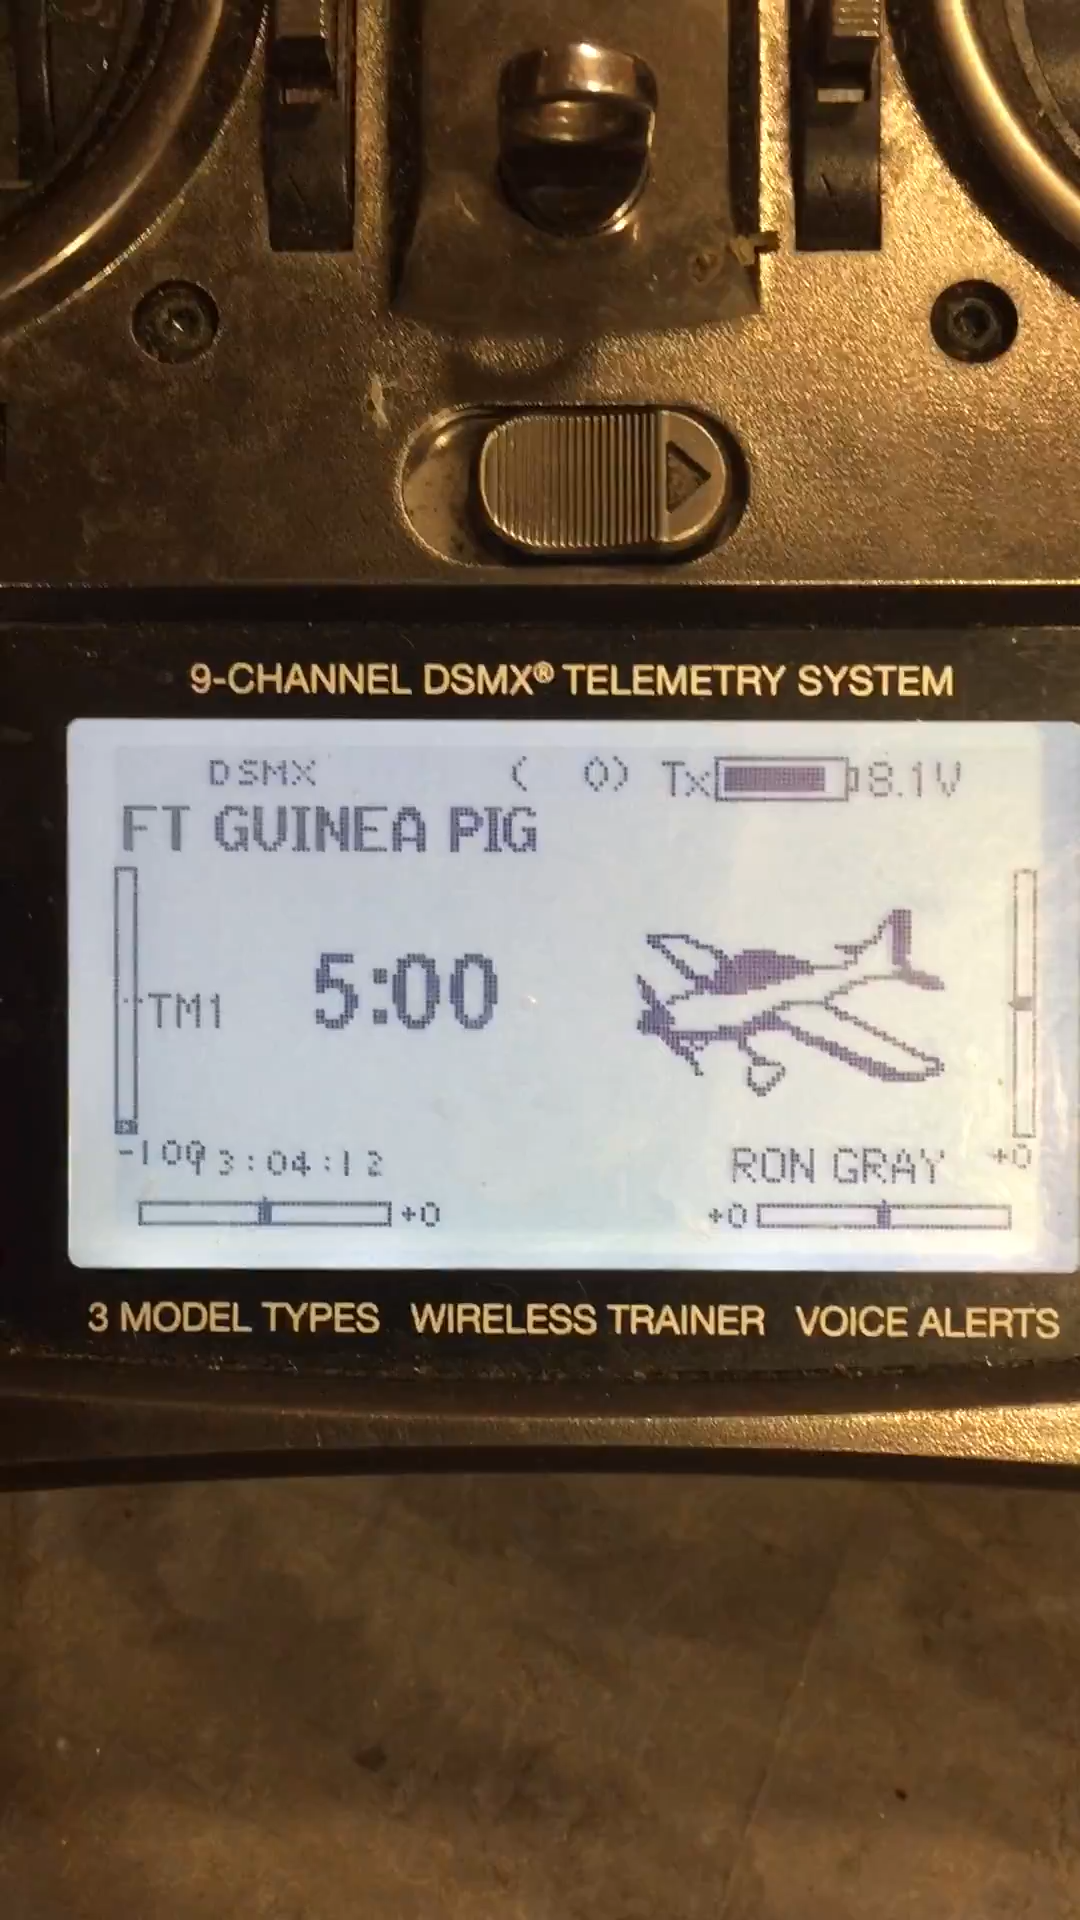 9-CHANNEL DSMX® TELEMETRY SYSTEM
DSMX ( 0) Tx 8.1V
FT GUINEA PIG
TM1 5:00
-100 3:04:12 RON GRAY +0
+0 +0
3 MODEL TYPES WIRELESS TRAINER VOICE ALERTS